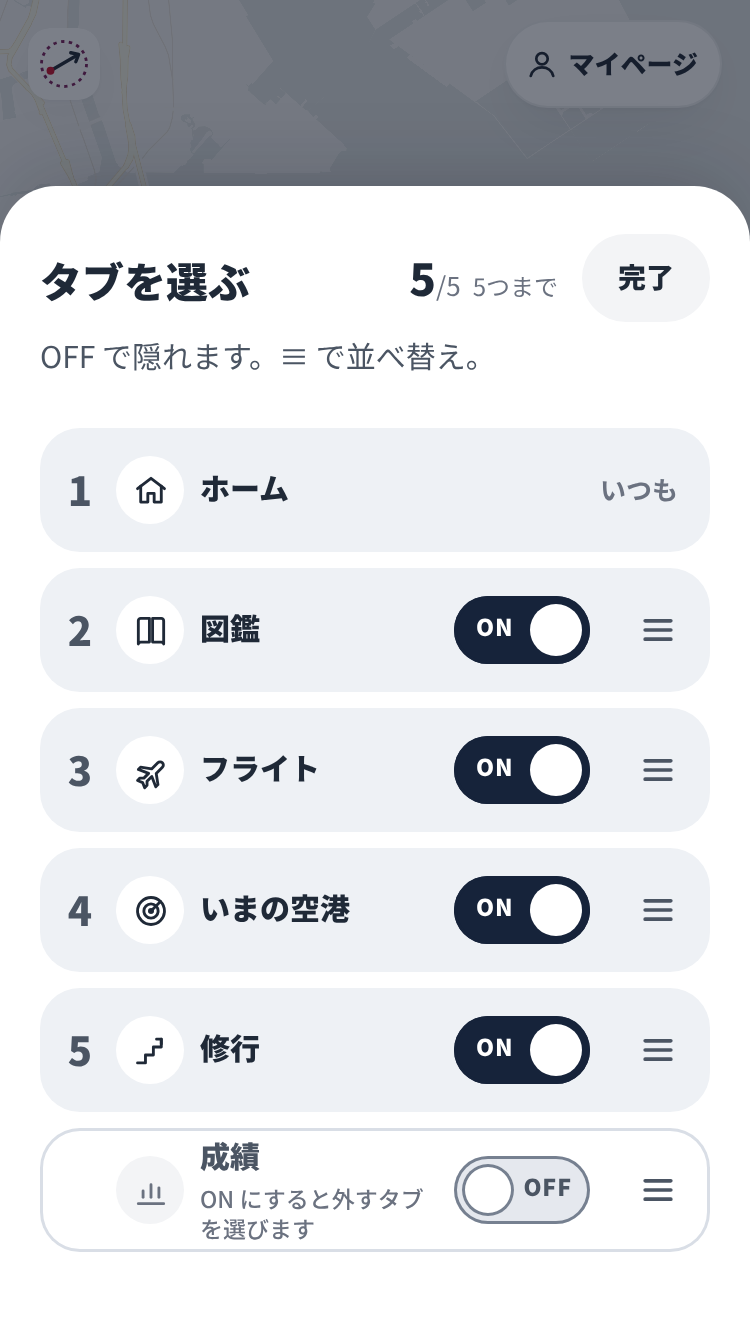 マイページ
タブを選ぶ
5/5 5つまで
完了
OFF で隠れます。≡ で並べ替え。
1 ホーム いつも
2 図鑑 ON
3 フライト ON
4 いまの空港 ON
5 修行 ON
成績
ON にすると外すタブ
を選びます
OFF